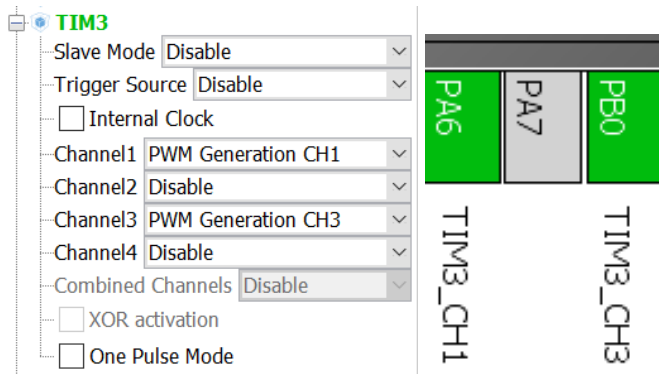 TIM3
Slave Mode Disable
Trigger Source Disable
Internal Clock
Channel1 PWM Generation CH1
Channel2 Disable
Channel3 PWM Generation CH3
Channel4 Disable
Combined Channels Disable
XOR activation
One Pulse Mode
PA6
PA7
PB0
TIM3_CH1
TIM3_CH3